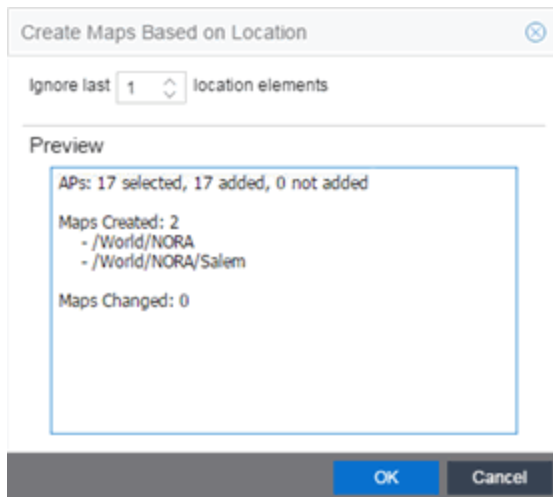 Create Maps Based on Location
Ignore last 1 location elements
Preview
APs: 17 selected, 17 added, 0 not added
Maps Created: 2
- /World/NORA
- /World/NORA/Salem
Maps Changed: 0
OK Cancel